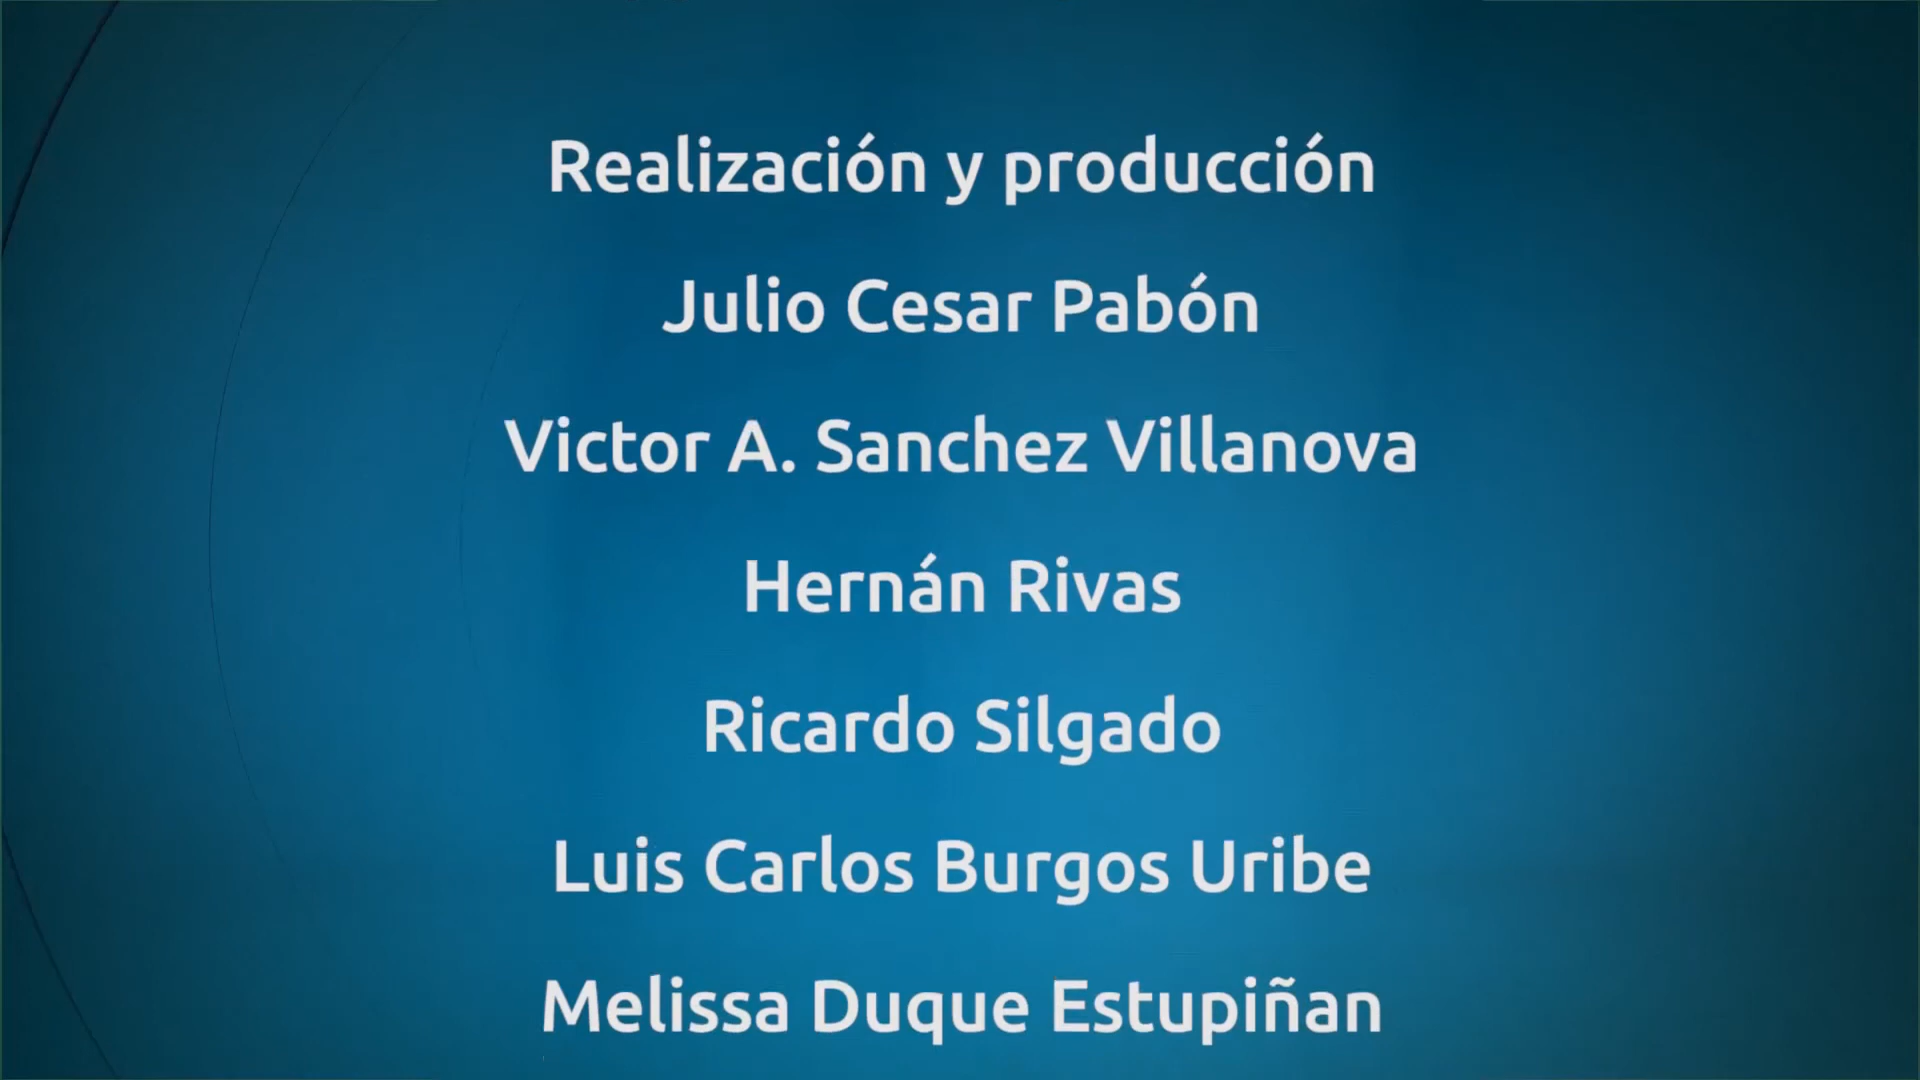 Realización y producción
Julio Cesar Pabón
Victor A. Sanchez Villanova
Hernán Rivas
Ricardo Silgado
Luis Carlos Burgos Uribe
Melissa Duque Estupiñan